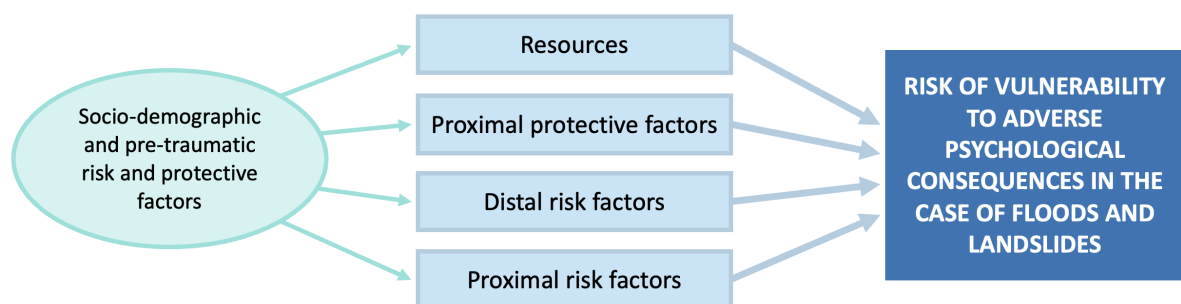 Socio-demographic
and pre-traumatic
risk and protective
factors
Resources
Proximal protective factors
Distal risk factors
Proximal risk factors
RISK OF VULNERABILITY
TO ADVERSE
PSYCHOLOGICAL
CONSEQUENCES IN THE
CASE OF FLOODS AND
LANDSLIDES